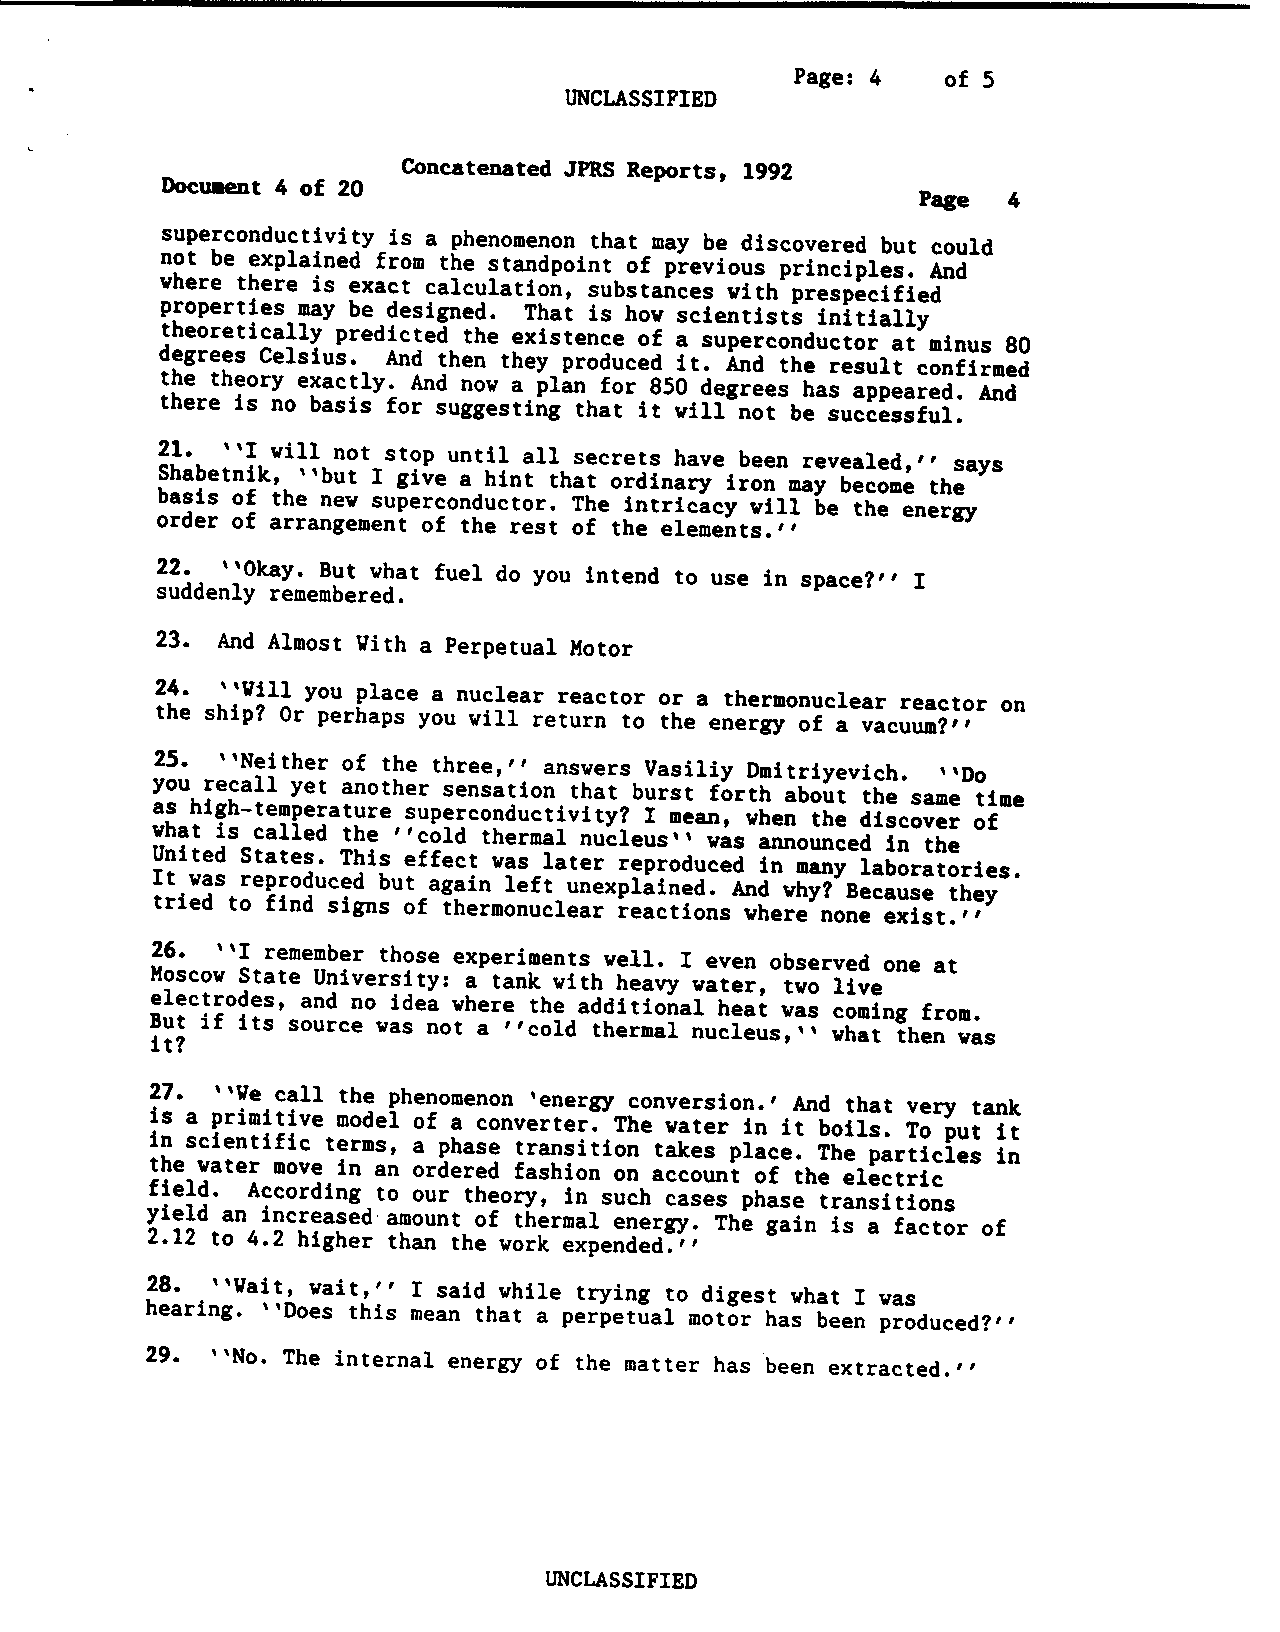 Page: 4 of 5
UNCLASSIFIED
Concatenated JPRS Reports, 1992
Document 4 of 20
Page 4
superconductivity is a phenomenon that may be discovered but could
not be explained from the standpoint of previous principles. And
where there is exact calculation, substances with prespecified
properties may be designed. That is how scientists initially
theoretically predicted the existence of a superconductor at minus 80
degrees Celsius. And then they produced it. And the result confirmed
the theory exactly. And now a plan for 850 degrees has appeared. And
there is no basis for suggesting that it will not be successful.
21. ``I will not stop until all secrets have been revealed,'' says
Shabetnik, ``but I give a hint that ordinary iron may become the
basis of the new superconductor. The intricacy will be the energy
order of arrangement of the rest of the elements.''
22. ``Okay. But what fuel do you intend to use in space?'' I
suddenly remembered.
23. And Almost With a Perpetual Motor
24. ``Will you place a nuclear reactor or a thermonuclear reactor on
the ship? Or perhaps you will return to the energy of a vacuum?''
25. ``Neither of the three,'' answers Vasiliy Dmitriyevich. ``Do
you recall yet another sensation that burst forth about the same time
as high-temperature superconductivity? I mean, when the discover of
what is called the ''cold thermal nucleus`` was announced in the
United States. This effect was later reproduced in many laboratories.
It was reproduced but again left unexplained. And why? Because they
tried to find signs of thermonuclear reactions where none exist.''
26. ``I remember those experiments well. I even observed one at
Moscow State University: a tank with heavy water, two live
electrodes, and no idea where the additional heat was coming from.
But if its source was not a ''cold thermal nucleus,`` what then was
it?
27. ``We call the phenomenon `energy conversion.' And that very tank
is a primitive model of a converter. The water in it boils. To put it
in scientific terms, a phase transition takes place. The particles in
the water move in an ordered fashion on account of the electric
field. According to our theory, in such cases phase transitions
yield an increased amount of thermal energy. The gain is a factor of
2.12 to 4.2 higher than the work expended.''
28. ``Wait, wait,'' I said while trying to digest what I was
hearing. ``Does this mean that a perpetual motor has been produced?''
29. ``No. The internal energy of the matter has been extracted.''
UNCLASSIFIED